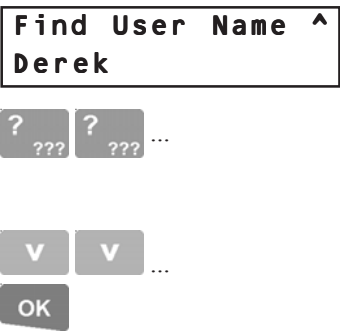 Find User Name ^
Derek
? ??? ? ??? ...
v v ...
OK